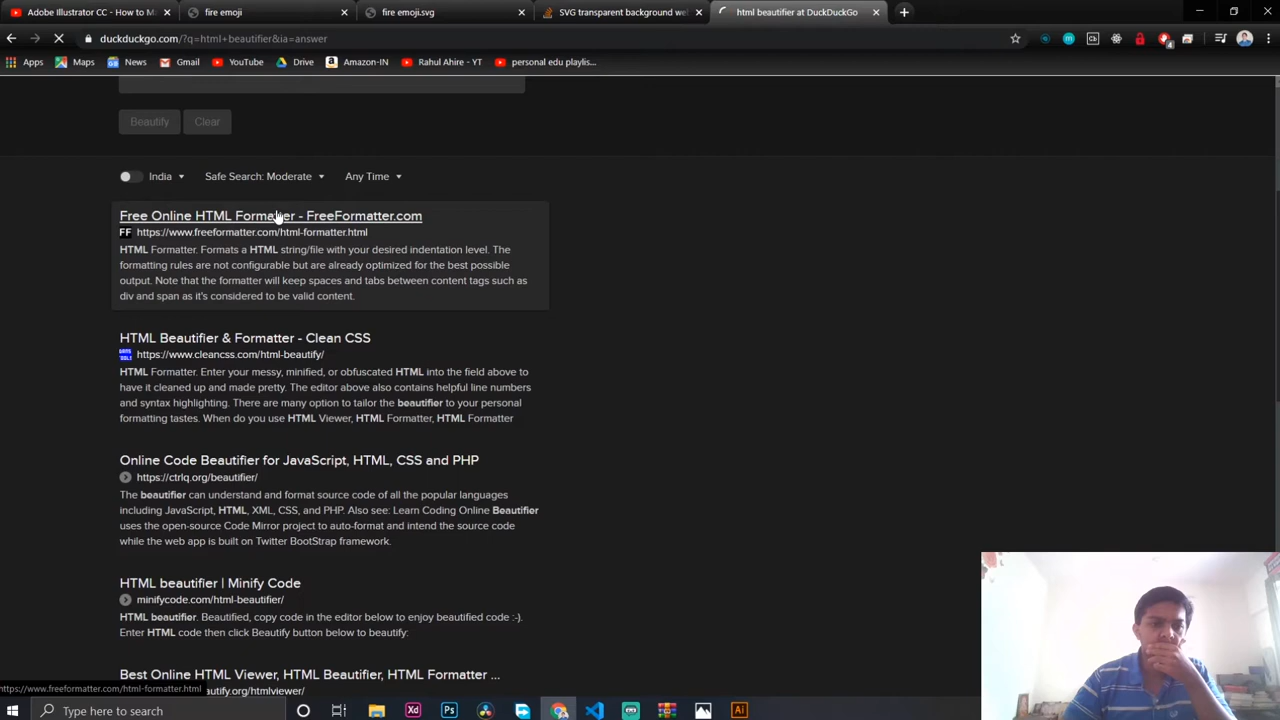 Adobe Illustrator CC - How to M
fire emoji
fire emoji.svg
SVG transparent background we
html beautifier at DuckDuckGo
duckduckgo.com/?q=html+beautifier&ia=answer
Apps
Maps
News
Gmail
YouTube
Drive
Amazon-IN
Rahul Ahire - YT
personal edu playlis...
Beautify
Clear
India
Safe Search: Moderate
Any Time
Free Online HTML Formatter - FreeFormatter.com
FF https://www.freeformatter.com/html-formatter.html
HTML Formatter. Formats a HTML string/file with your desired indentation level. The
formatting rules are not configurable but are already optimized for the best possible
output. Note that the formatter will keep spaces and tabs between content tags such as
div and span as it's considered to be valid content.
HTML Beautifier & Formatter - Clean CSS
https://www.cleancss.com/html-beautify/
HTML Formatter. Enter your messy, minified, or obfuscated HTML into the field above to
have it cleaned up and made pretty. The editor above also contains helpful line numbers
and syntax highlighting. There are many option to tailor the beautifier to your personal
formatting tastes. When do you use HTML Viewer, HTML Formatter, HTML Formatter
Online Code Beautifier for JavaScript, HTML, CSS and PHP
https://ctrlq.org/beautifier/
The beautifier can understand and format source code of all the popular languages
including JavaScript, HTML, XML, CSS, and PHP. Also see: Learn Coding Online Beautifier
uses the open-source Code Mirror project to auto-format and intend the source code
while the web app is built on Twitter BootStrap framework.
HTML beautifier | Minify Code
minifycode.com/html-beautifier/
HTML beautifier. Beautified, copy code in the editor below to enjoy beautified code :-).
Enter HTML code then click Beautify button below to beautify:
Best Online HTML Viewer, HTML Beautifier, HTML Formatter ...
https://www.freeformatter.com/html-formatter.html
autify.org/htmlviewer/
Type here to search
Xd
Ps
Ai